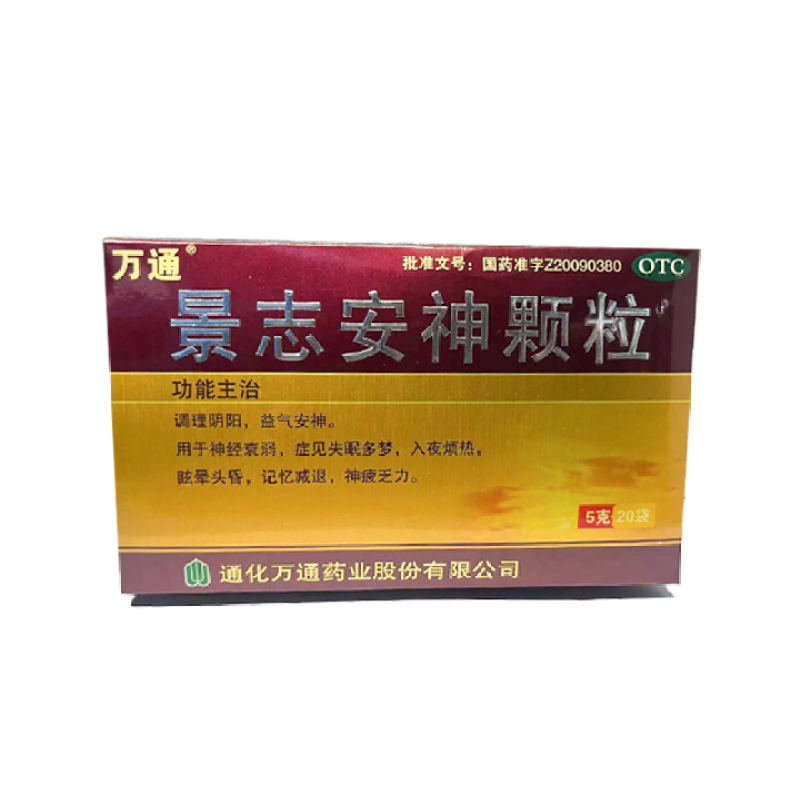 万通®
批准文号：国药准字Z20090380 OTC
景志安神颗粒
功能主治
调理阴阳，益气安神。
用于神经衰弱，症见失眠多梦，入夜烦热，
眩晕头昏，记忆减退，神疲乏力。
5克 20袋
通化万通药业股份有限公司